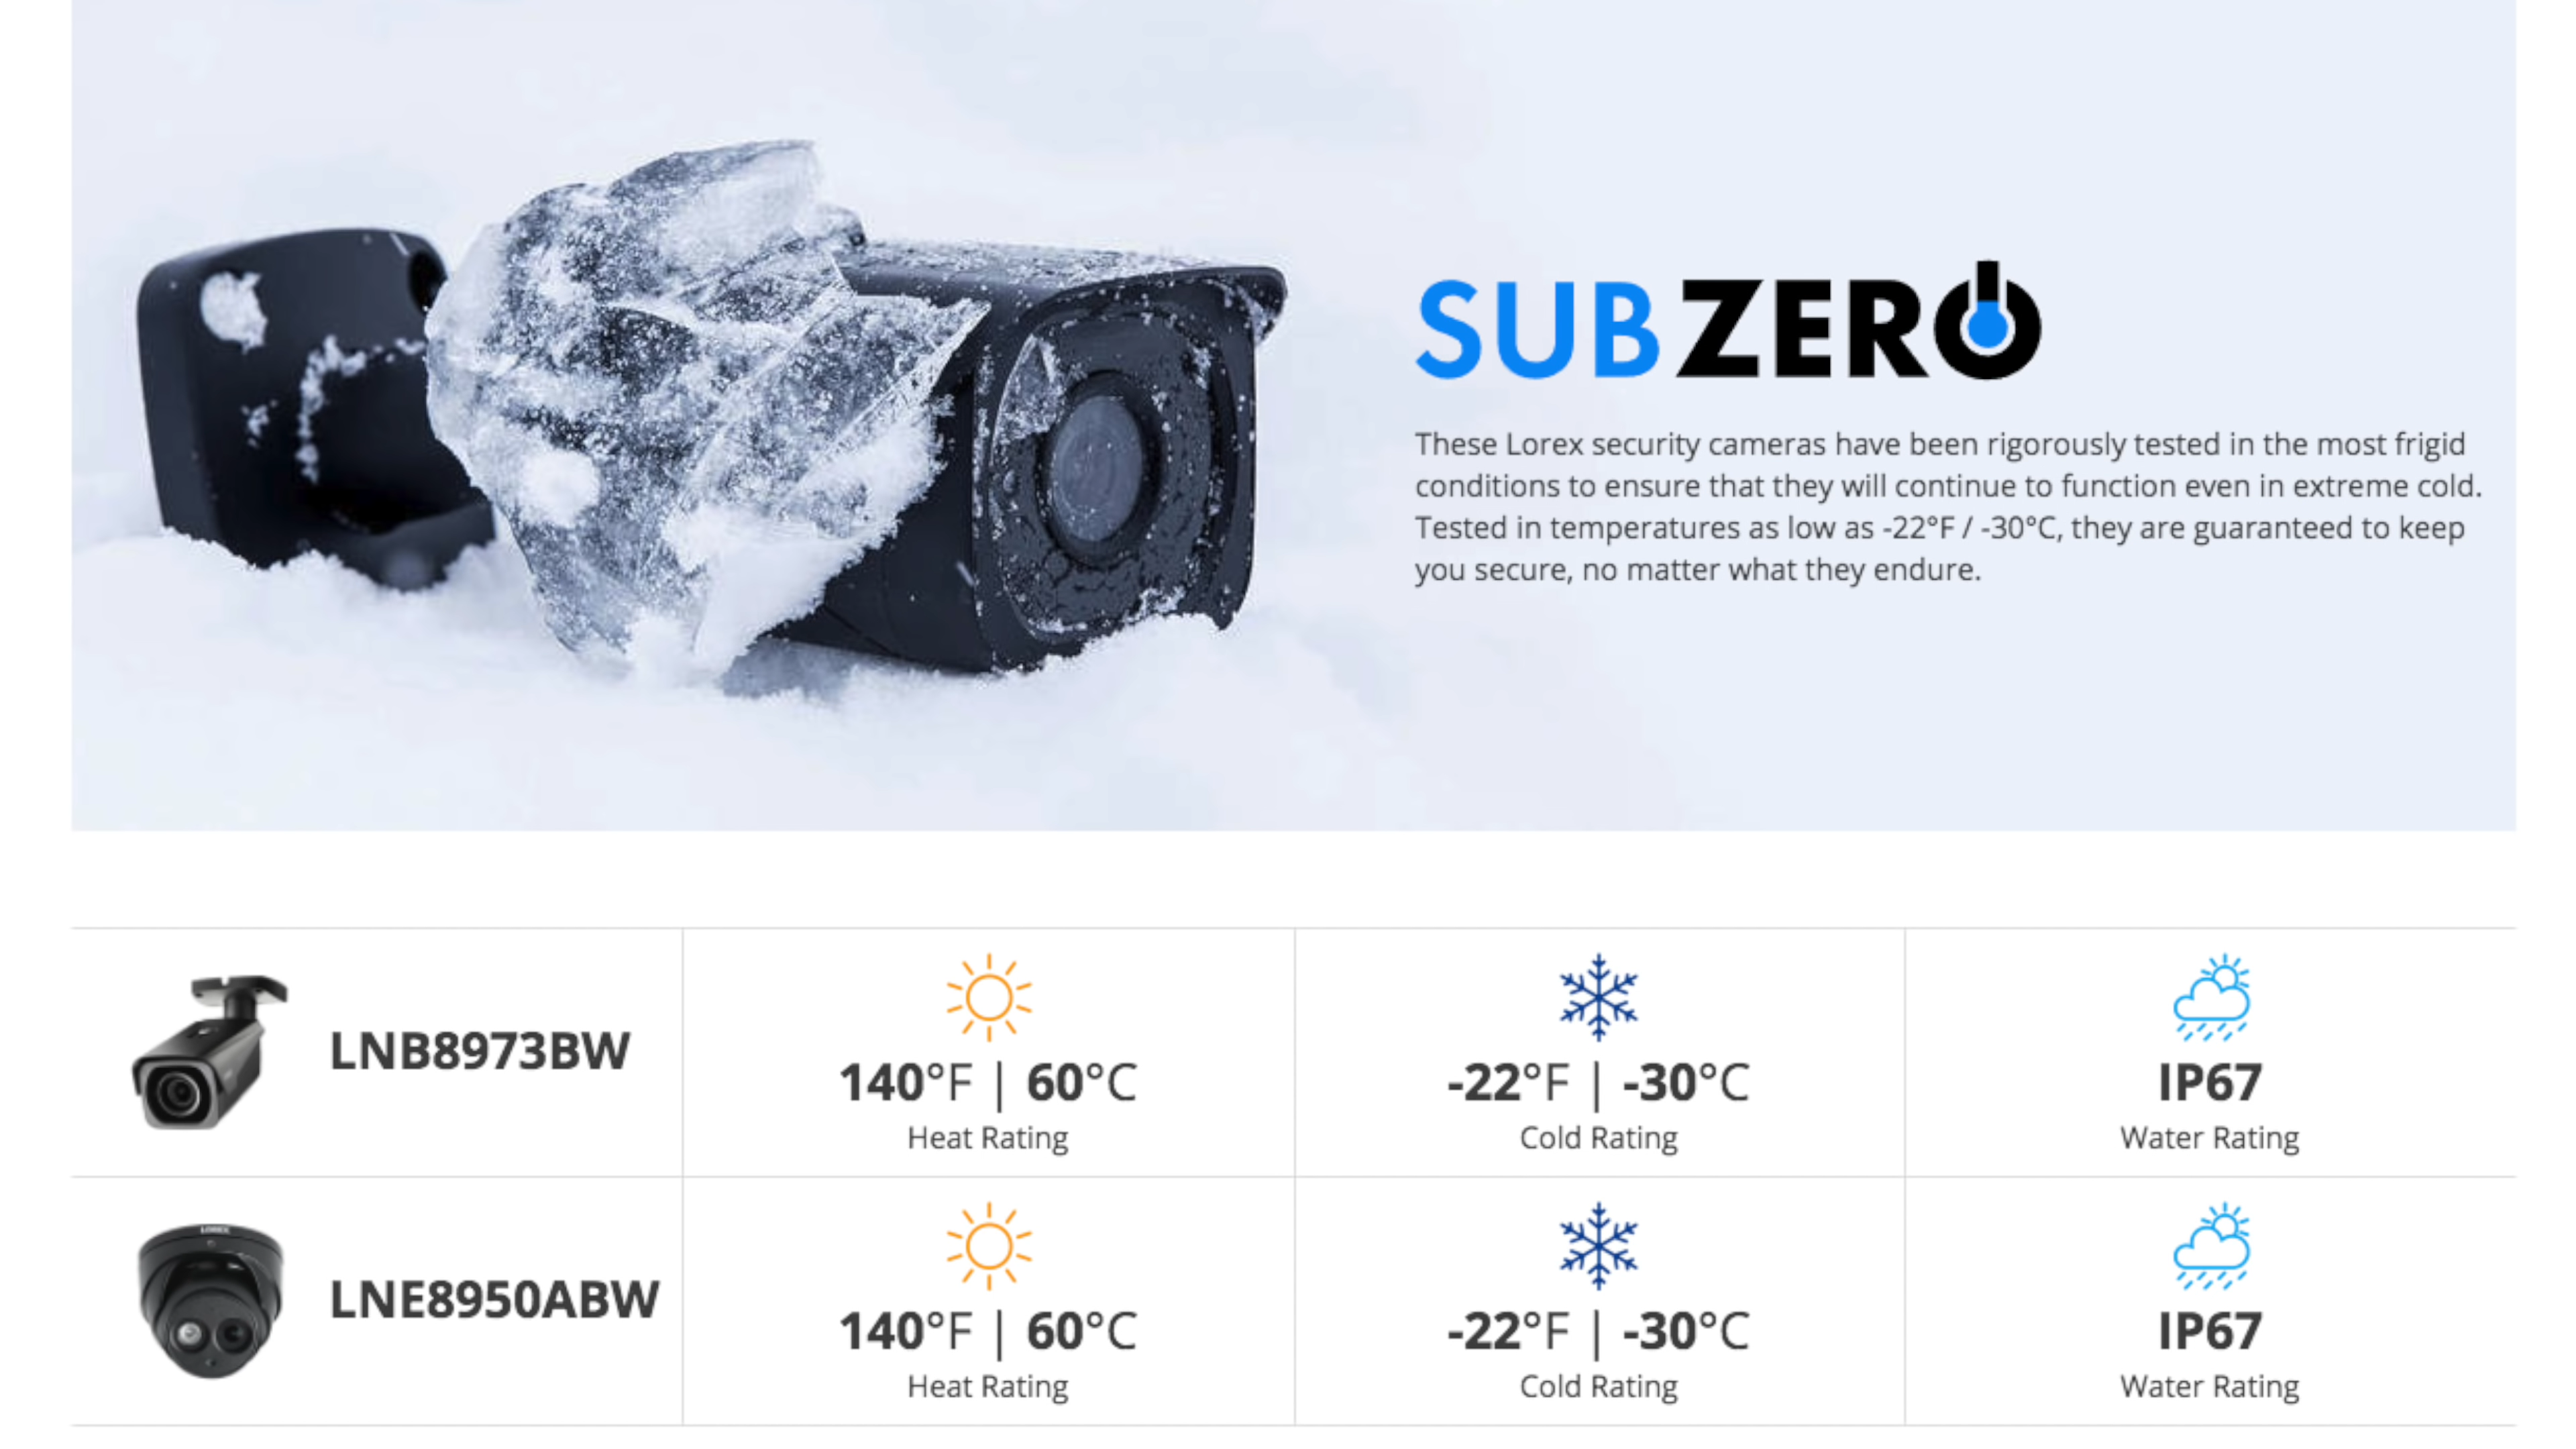 SUBZERO
These Lorex security cameras have been rigorously tested in the most frigid
conditions to ensure that they will continue to function even in extreme cold.
Tested in temperatures as low as -22°F / -30°C, they are guaranteed to keep
you secure, no matter what they endure.
LNB8973BW
140°F | 60°C
Heat Rating
-22°F | -30°C
Cold Rating
IP67
Water Rating
LOREX
LNE8950ABW
140°F | 60°C
Heat Rating
-22°F | -30°C
Cold Rating
IP67
Water Rating